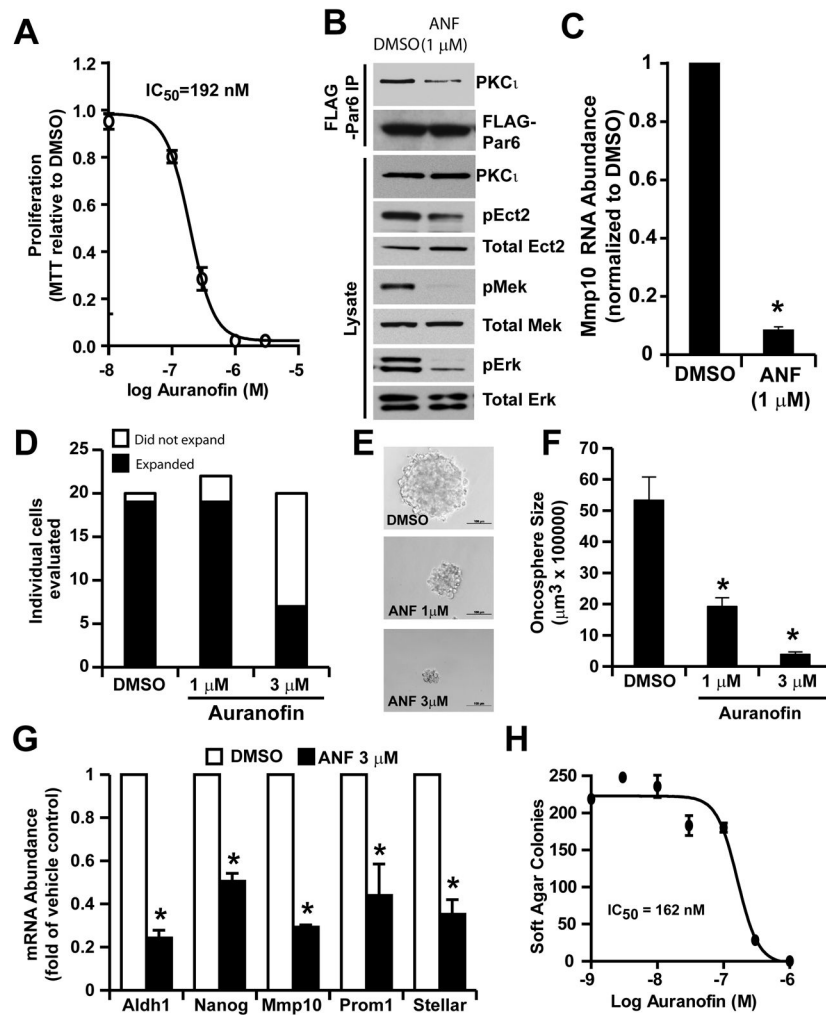 A
IC50=192 nM
Proliferation
(MTT relative to DMSO)
1.2
1.0
0.8
0.6
0.4
0.2
0.0
-8
-7
-6
-5
log Auranofin (M)
B
ANF
DMSO(1 μM)
FLAG
-Par6 IP
PKCι
FLAG-
Par6
Lysate
PKCι
pEct2
Total Ect2
pMek
Total Mek
pErk
Total Erk
C
Mmp10 RNA Abundance
(normalized to DMSO)
1
0.8
0.6
0.4
0.2
0
*
DMSO
ANF
(1 μM)
D
Did not expand
Expanded
Individual cells
evaluated
25
20
15
10
5
0
DMSO
1 μM
3 μM
Auranofin
E
DMSO
ANF 1μM
ANF 3μM
F
Oncosphere Size
(μm3 x 100000)
70
60
50
40
30
20
10
0
*
*
DMSO
1 μM
3 μM
Auranofin
G
DMSO
ANF 3 μM
mRNA Abundance
(fold of vehicle control)
1
0.8
0.6
0.4
0.2
0
*
*
*
*
*
Aldh1
Nanog
Mmp10
Prom1
Stellar
H
Soft Agar Colonies
250
200
150
100
50
0
IC50 = 162 nM
-9
-8
-7
-6
Log Auranofin (M)